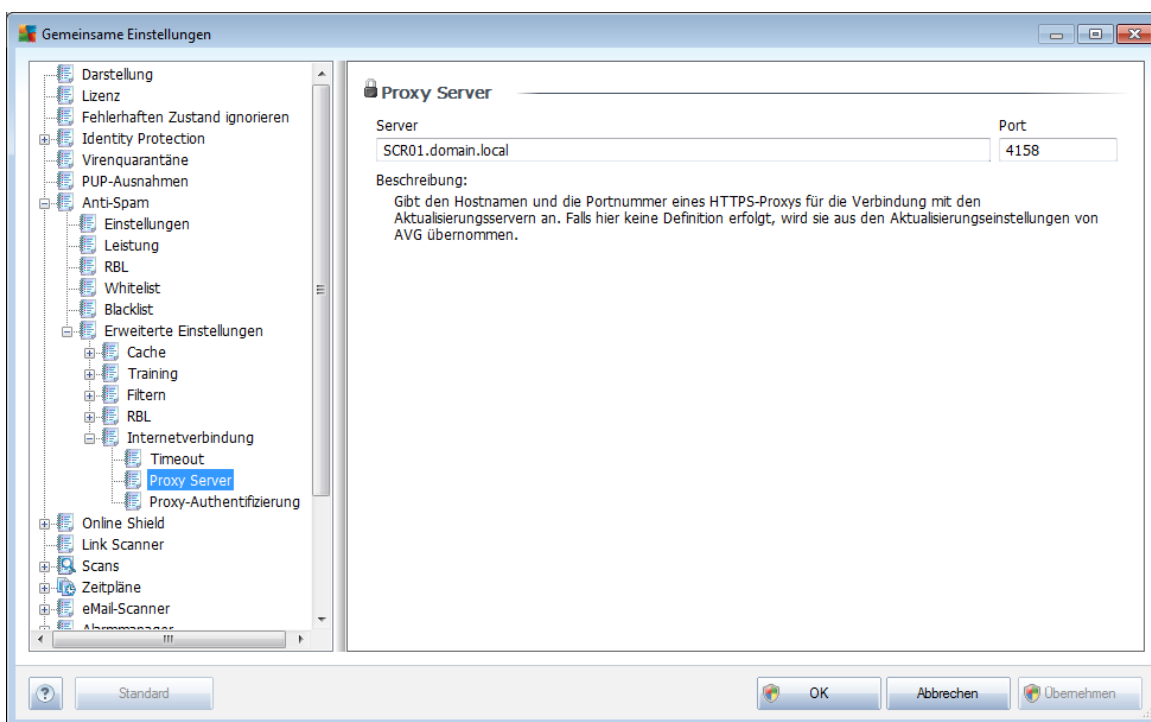 Gemeinsame Einstellungen
Darstellung
Lizenz
Fehlerhaften Zustand ignorieren
Identity Protection
Virenquarantäne
PUP-Ausnahmen
Anti-Spam
Einstellungen
Leistung
RBL
Whitelist
Blacklist
Erweiterte Einstellungen
Cache
Training
Filtern
RBL
Internetverbindung
Timeout
Proxy Server
Proxy-Authentifizierung
Online Shield
Link Scanner
Scans
Zeitpläne
eMail-Scanner
Alarmmanager
Proxy Server
Server Port
SCR01.domain.local 4158
Beschreibung:
Gibt den Hostnamen und die Portnummer eines HTTPS-Proxys für die Verbindung mit den
Aktualisierungsservern an. Falls hier keine Definition erfolgt, wird sie aus den Aktualisierungseinstellungen von
AVG übernommen.
? Standard OK Abbrechen Übernehmen